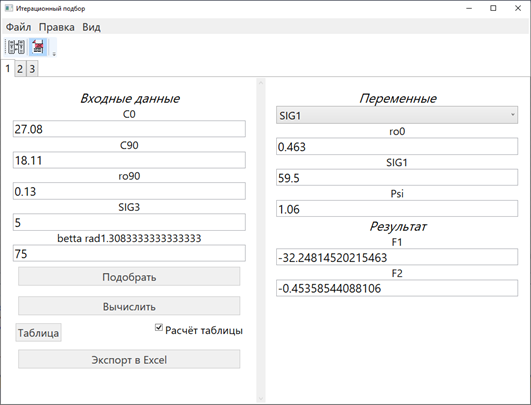 Итерационный подбор
Файл Правка Вид
1 2 3
Входные данные
C0
27.08
C90
18.11
ro90
0.13
SIG3
5
betta rad1.3083333333333333
75
Подобрать
Вычислить
Таблица
Расчёт таблицы
Экспорт в Excel
Переменные
SIG1
ro0
0.463
SIG1
59.5
Psi
1.06
Результат
F1
-32.24814520215463
F2
-0.45358544088106